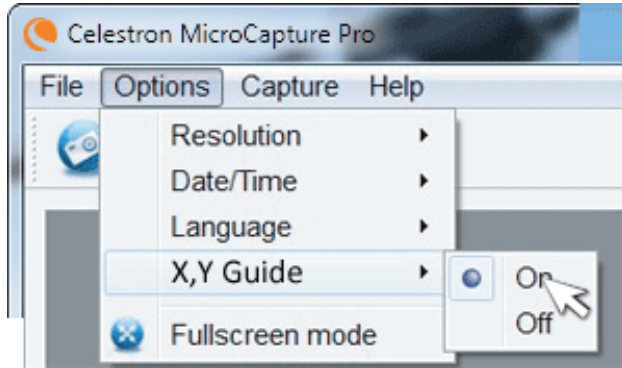 Celestron MicroCapture Pro
File Options Capture Help
Resolution
Date/Time
Language
X,Y Guide
On
Off
Fullscreen mode